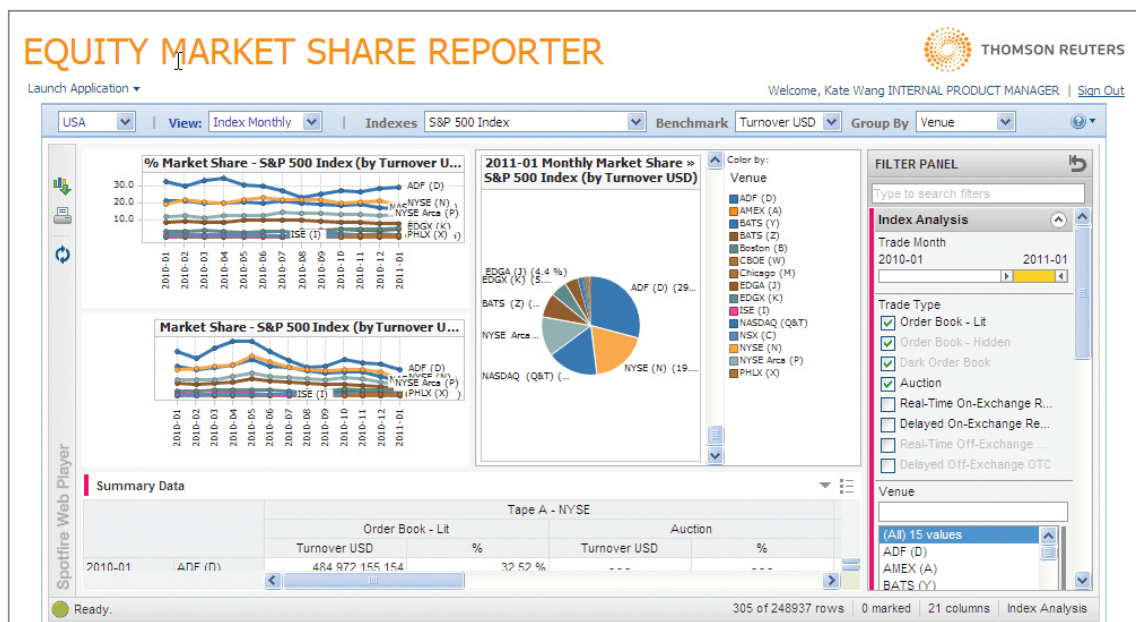 EQUITY MARKET SHARE REPORTER
THOMSON REUTERS
Launch Application
Welcome, Kate Wang INTERNAL PRODUCT MANAGER | Sign Out
USA | View: Index Monthly | Indexes S&P 500 Index Benchmark Turnover USD Group By Venue
% Market Share - S&P 500 Index (by Turnover U...
30.0
20.0
10.0
ADF (D)
NYSE (N)
NYSE Arca (P)
EDGX (K)
ISE (I)
PHLX (X)
2010-01 2010-02 2010-03 2010-04 2010-05 2010-06 2010-07 2010-08 2010-09 2010-10 2010-11 2010-12 2011-01
Market Share - S&P 500 Index (by Turnover U...
ADF (D)
NYSE Arca (P)
ISE (I)
PHLX (X)
2010-01 2010-02 2010-03 2010-04 2010-05 2010-06 2010-07 2010-08 2010-09 2010-10 2010-11 2010-12 2011-01
2011-01 Monthly Market Share »
S&P 500 Index (by Turnover USD)
EDGA (J) (4.4 %)
EDGX (K) (5....
ADF (D) (29...
BATS (Z) (...
NYSE Arca...
NYSE (N) (19....
NASDAQ (Q&T) (...
Color by:
Venue
ADF (D)
AMEX (A)
BATS (Y)
BATS (Z)
Boston (B)
CBOE (W)
Chicago (M)
EDGA (J)
EDGX (K)
ISE (I)
NASDAQ (Q&T)
NSX (C)
NYSE (N)
NYSE Arca (P)
PHLX (X)
FILTER PANEL
Type to search filters
Index Analysis
Trade Month
2010-01 2011-01
Trade Type
Order Book - Lit
Order Book - Hidden
Dark Order Book
Auction
Real-Time On-Exchange R...
Delayed On-Exchange Re...
Real-Time Off-Exchange ...
Delayed Off-Exchange OTC
Venue
(All) 15 values
ADF (D)
AMEX (A)
BATS (Y)
Spotfire Web Player
Summary Data
Tape A - NYSE
Order Book - Lit Auction
Turnover USD % Turnover USD %
2010-01 ADF (D) 484 972 155 154 32.52 % - - - - - -
Ready.
305 of 248937 rows | 0 marked | 21 columns | Index Analysis